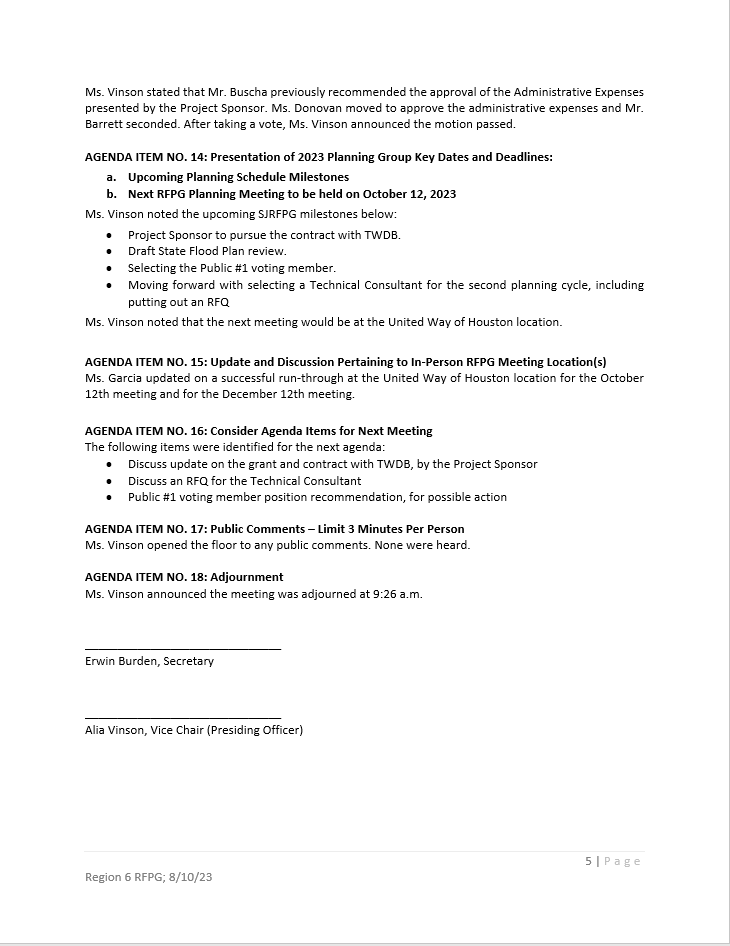 Ms. Vinson stated that Mr. Buscha previously recommended the approval of the Administrative Expenses
presented by the Project Sponsor. Ms. Donovan moved to approve the administrative expenses and Mr.
Barrett seconded. After taking a vote, Ms. Vinson announced the motion passed.
AGENDA ITEM NO. 14: Presentation of 2023 Planning Group Key Dates and Deadlines:
a. Upcoming Planning Schedule Milestones
b. Next RFPG Planning Meeting to be held on October 12, 2023
Ms. Vinson noted the upcoming SJRFPG milestones below:
• Project Sponsor to pursue the contract with TWDB.
• Draft State Flood Plan review.
• Selecting the Public #1 voting member.
• Moving forward with selecting a Technical Consultant for the second planning cycle, including
putting out an RFQ
Ms. Vinson noted that the next meeting would be at the United Way of Houston location.
AGENDA ITEM NO. 15: Update and Discussion Pertaining to In-Person RFPG Meeting Location(s)
Ms. Garcia updated on a successful run-through at the United Way of Houston location for the October
12th meeting and for the December 12th meeting.
AGENDA ITEM NO. 16: Consider Agenda Items for Next Meeting
The following items were identified for the next agenda:
• Discuss update on the grant and contract with TWDB, by the Project Sponsor
• Discuss an RFQ for the Technical Consultant
• Public #1 voting member position recommendation, for possible action
AGENDA ITEM NO. 17: Public Comments – Limit 3 Minutes Per Person
Ms. Vinson opened the floor to any public comments. None were heard.
AGENDA ITEM NO. 18: Adjournment
Ms. Vinson announced the meeting was adjourned at 9:26 a.m.
Erwin Burden, Secretary
Alia Vinson, Vice Chair (Presiding Officer)
5 | Page
Region 6 RFPG; 8/10/23